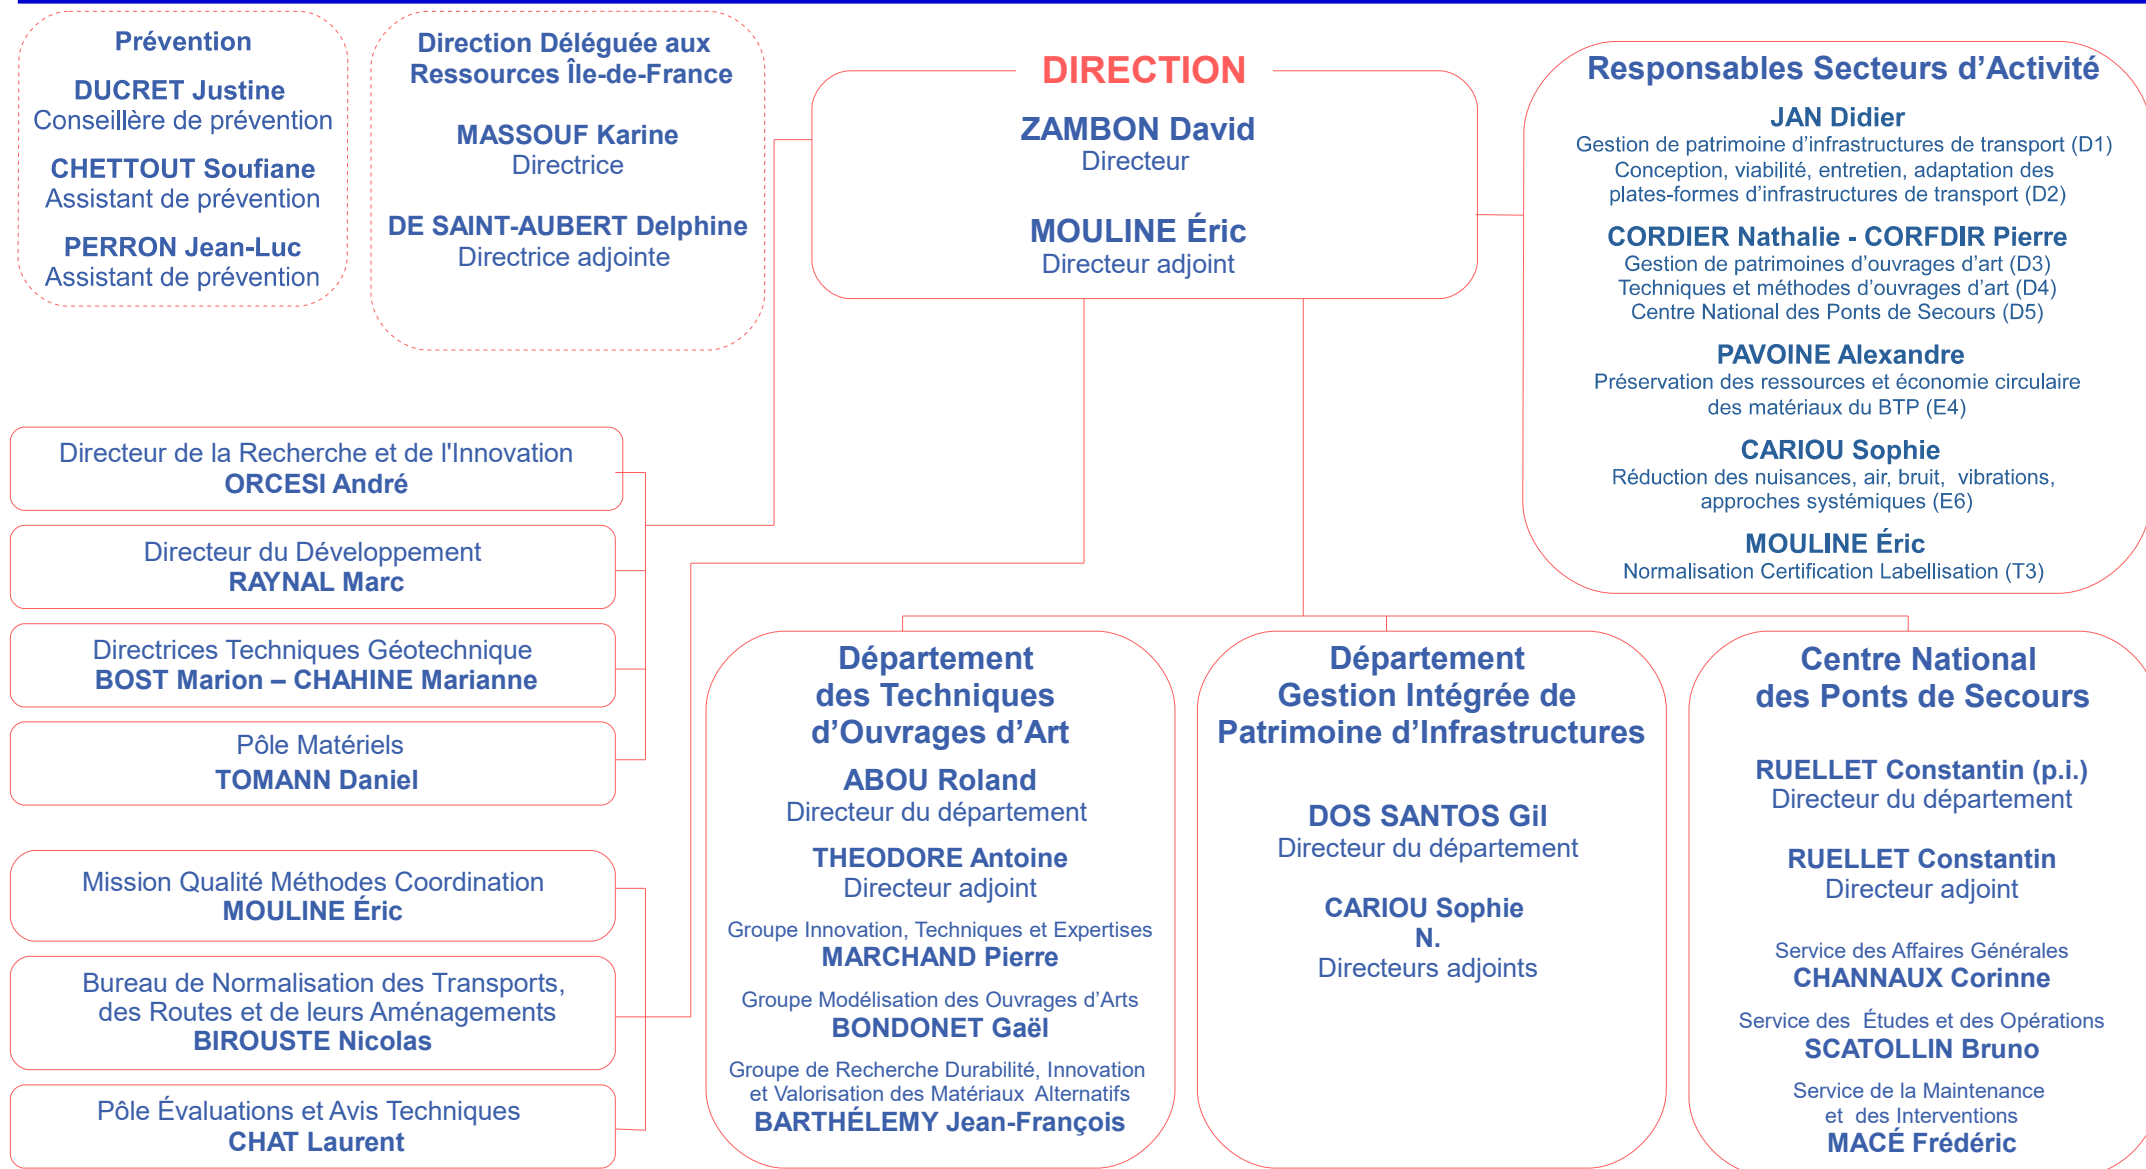 Prévention
DUCRET Justine
Conseillère de prévention
CHETTOUT Soufiane
Assistant de prévention
PERRON Jean-Luc
Assistant de prévention
Direction Déléguée aux
Ressources Île-de-France
MASSOUF Karine
Directrice
DE SAINT-AUBERT Delphine
Directrice adjointe
DIRECTION
ZAMBON David
Directeur
MOULINE Éric
Directeur adjoint
Responsables Secteurs d’Activité
JAN Didier
Gestion de patrimoine d’infrastructures de transport (D1)
Conception, viabilité, entretien, adaptation des
plates-formes d’infrastructures de transport (D2)
CORDIER Nathalie - CORFDIR Pierre
Gestion de patrimoines d’ouvrages d’art (D3)
Techniques et méthodes d’ouvrages d’art (D4)
Centre National des Ponts de Secours (D5)
PAVOINE Alexandre
Préservation des ressources et économie circulaire
des matériaux du BTP (E4)
CARIOU Sophie
Réduction des nuisances, air, bruit, vibrations,
approches systémiques (E6)
MOULINE Éric
Normalisation Certification Labellisation (T3)
Directeur de la Recherche et de l'Innovation
ORCESI André
Directeur du Développement
RAYNAL Marc
Directrices Techniques Géotechnique
BOST Marion – CHAHINE Marianne
Pôle Matériels
TOMANN Daniel
Mission Qualité Méthodes Coordination
MOULINE Éric
Bureau de Normalisation des Transports,
des Routes et de leurs Aménagements
BIROUSTE Nicolas
Pôle Évaluations et Avis Techniques
CHAT Laurent
Département
des Techniques
d’Ouvrages d’Art
ABOU Roland
Directeur du département
THEODORE Antoine
Directeur adjoint
Groupe Innovation, Techniques et Expertises
MARCHAND Pierre
Groupe Modélisation des Ouvrages d’Arts
BONDONET Gaël
Groupe de Recherche Durabilité, Innovation
et Valorisation des Matériaux Alternatifs
BARTHÉLEMY Jean-François
Département
Gestion Intégrée de
Patrimoine d’Infrastructures
DOS SANTOS Gil
Directeur du département
CARIOU Sophie
N.
Directeurs adjoints
Centre National
des Ponts de Secours
RUELLET Constantin (p.i.)
Directeur du département
RUELLET Constantin
Directeur adjoint
Service des Affaires Générales
CHANNAUX Corinne
Service des Études et des Opérations
SCATOLLIN Bruno
Service de la Maintenance
et des Interventions
MACÉ Frédéric